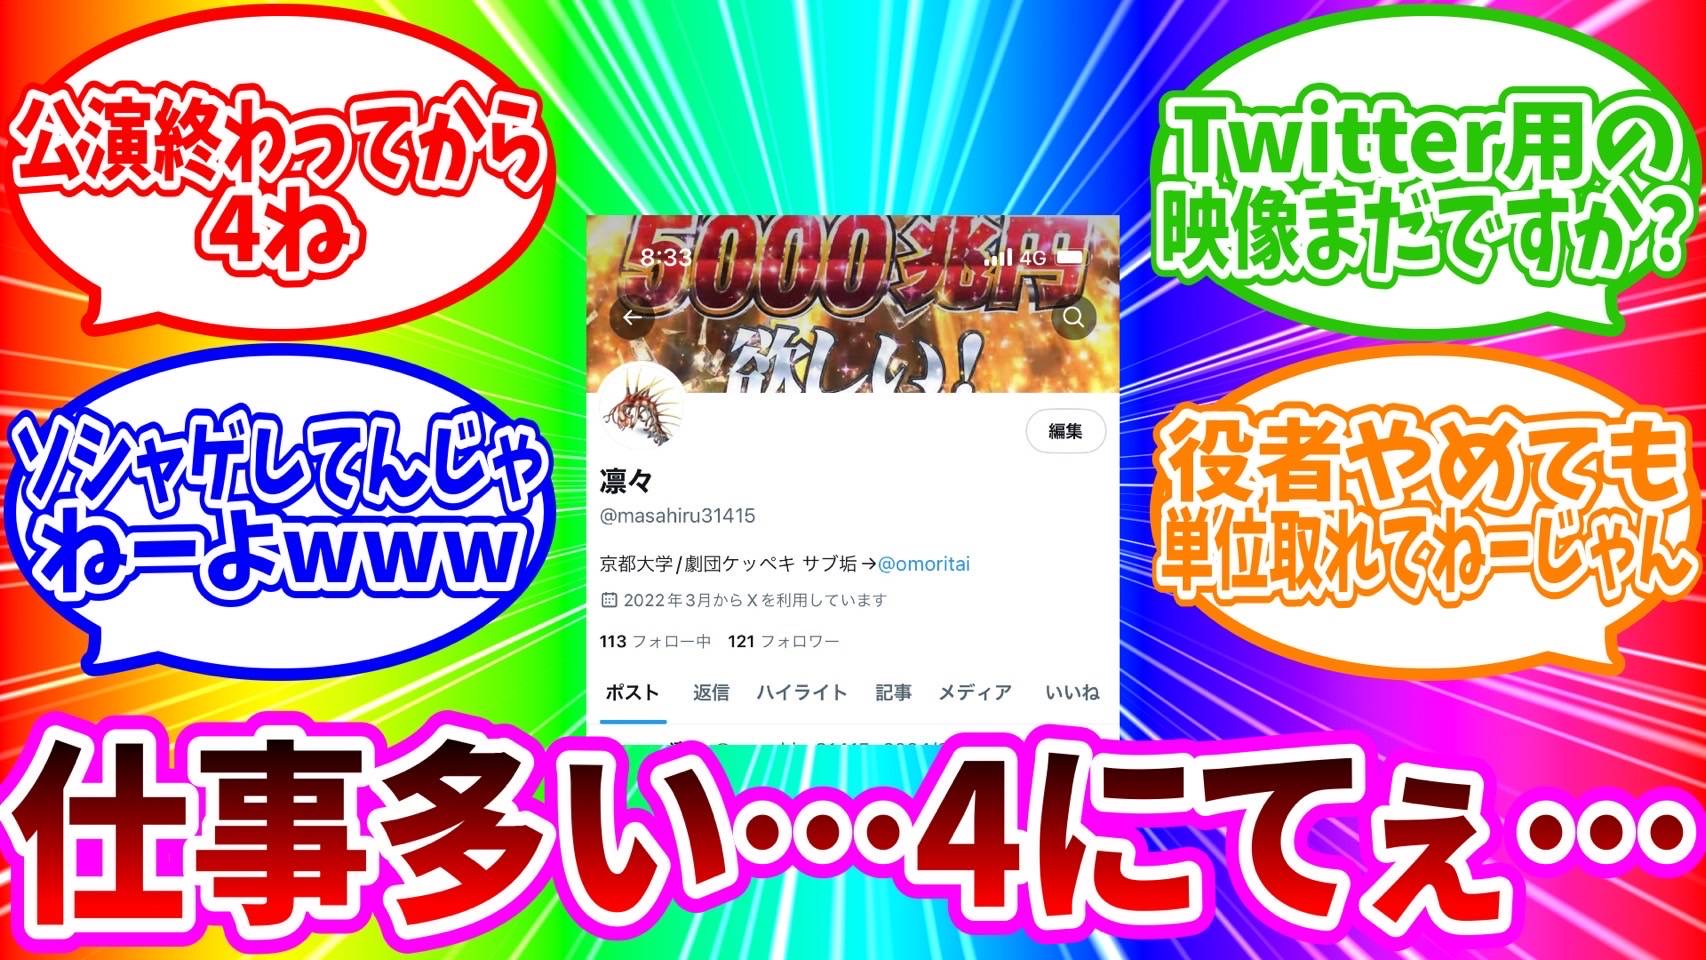 公演終わってから
4ね
Twitter用の
映像まだですか?
ソシャゲしてんじゃ
ねーよwww
役者やめても
単位取れてねーじゃん
5000兆円
欲しい!
8:33
4G
編集
凛々
@masahiru31415
京都大学/劇団ケッペキ サブ垢→@omoritai
2022年3月からXを利用しています
113 フォロー中 121 フォロワー
ポスト 返信 ハイライト 記事 メディア いいね
仕事多い…4にてぇ…